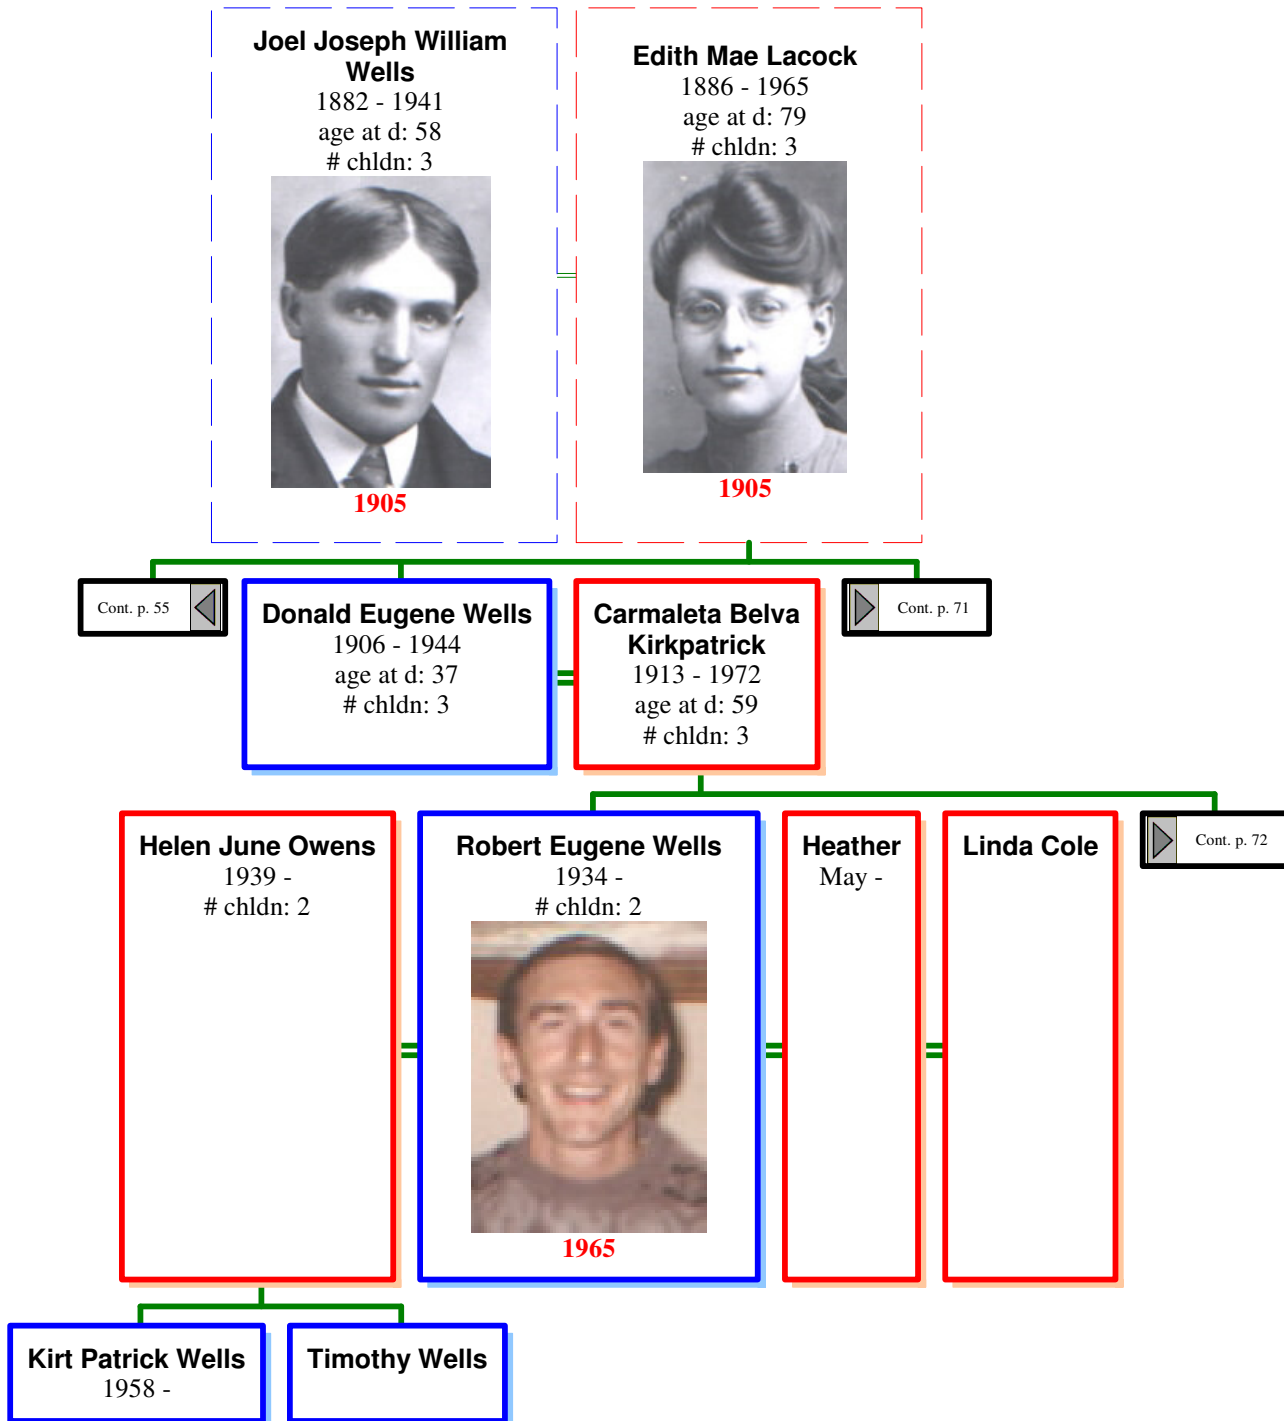 Joel Joseph William
Wells
1882 - 1941
age at d: 58
# chldn: 3
1905
Edith Mae Lacock
1886 - 1965
age at d: 79
# chldn: 3
1905
Cont. p. 55
Donald Eugene Wells
1906 - 1944
age at d: 37
# chldn: 3
Carmaleta Belva
Kirkpatrick
1913 - 1972
age at d: 59
# chldn: 3
Cont. p. 71
Helen June Owens
1939 -
# chldn: 2
Robert Eugene Wells
1934 -
# chldn: 2
1965
Heather
May -
Linda Cole
Cont. p. 72
Kirt Patrick Wells
1958 -
Timothy Wells